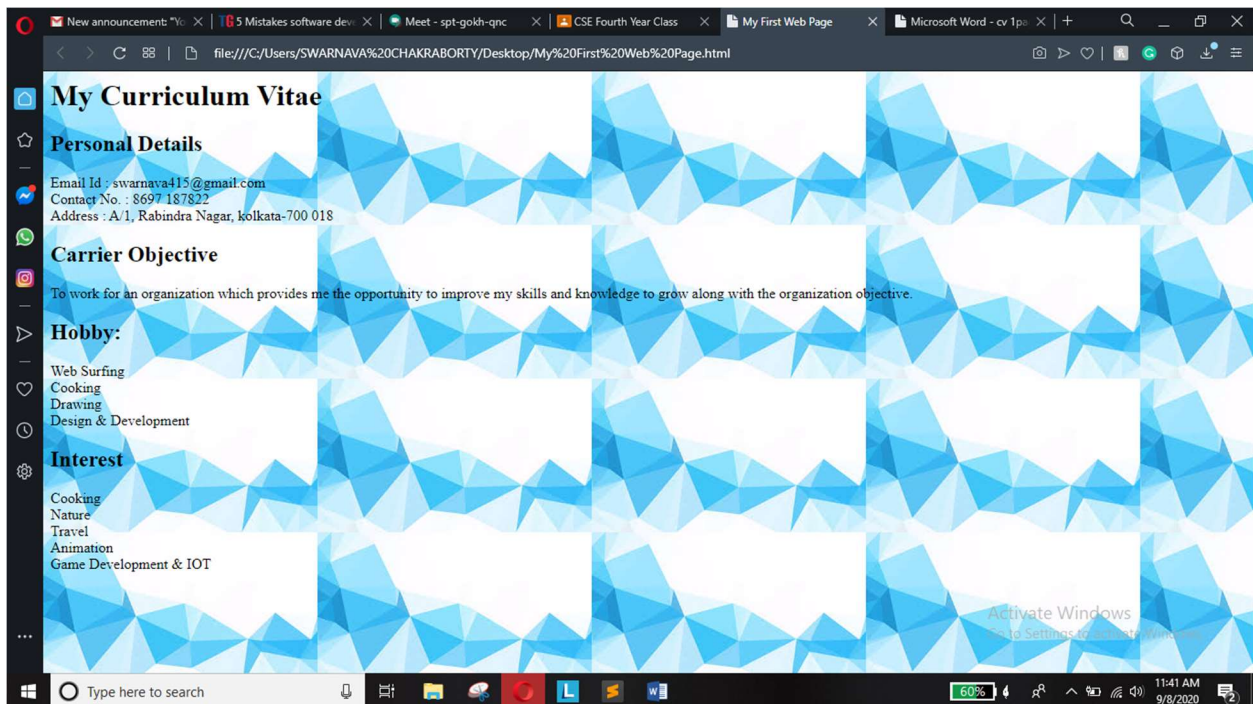 New announcement: "Yo
5 Mistakes software deve
Meet - spt-gokh-qnc
CSE Fourth Year Class
My First Web Page
Microsoft Word - cv 1pa
file:///C:/Users/SWARNAVA%20CHAKRABORTY/Desktop/My%20First%20Web%20Page.html
My Curriculum Vitae
Personal Details
Email Id : swarnava415@gmail.com
Contact No. : 8697 187822
Address : A/1, Rabindra Nagar, kolkata-700 018
Carrier Objective
To work for an organization which provides me the opportunity to improve my skills and knowledge to grow along with the organization objective.
Hobby:
Web Surfing
Cooking
Drawing
Design & Development
Interest
Cooking
Nature
Travel
Animation
Game Development & IOT
Activate Windows
Go to Settings to activate Windows.
Type here to search
60%
11:41 AM
9/8/2020
2